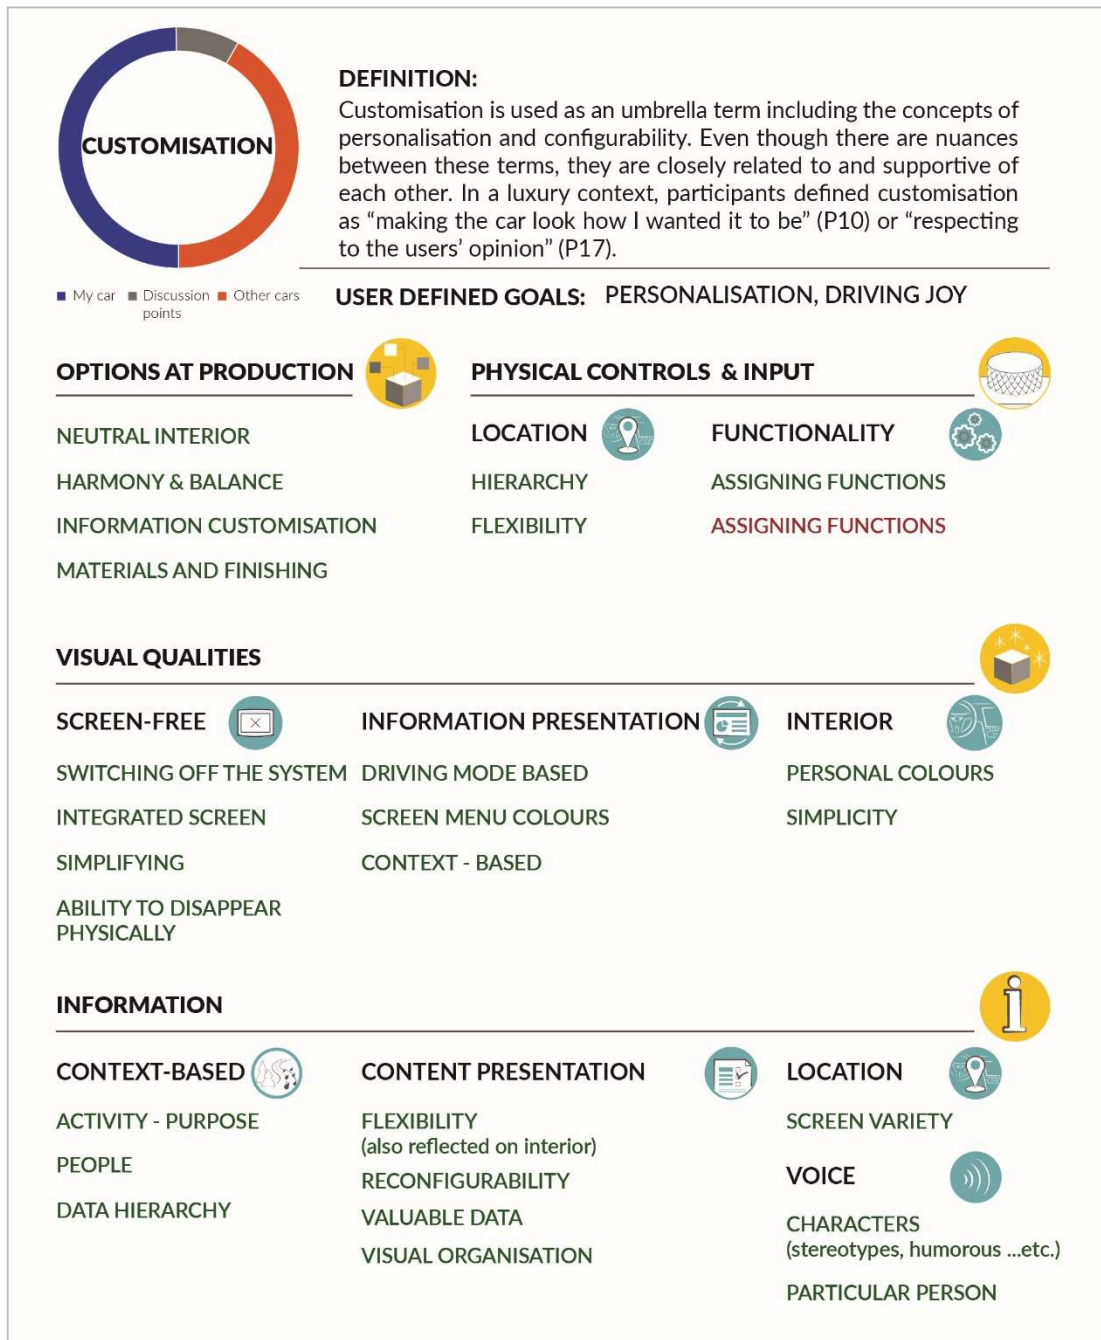 CUSTOMISATION
My car
Discussion points
Other cars
DEFINITION:
Customisation is used as an umbrella term including the concepts of
personalisation and configurability. Even though there are nuances
between these terms, they are closely related to and supportive of
each other. In a luxury context, participants defined customisation
as “making the car look how I wanted it to be” (P10) or “respecting
to the users’ opinion” (P17).
USER DEFINED GOALS: PERSONALISATION, DRIVING JOY
OPTIONS AT PRODUCTION
NEUTRAL INTERIOR
HARMONY & BALANCE
INFORMATION CUSTOMISATION
MATERIALS AND FINISHING
PHYSICAL CONTROLS & INPUT
LOCATION
HIERARCHY
FLEXIBILITY
FUNCTIONALITY
ASSIGNING FUNCTIONS
ASSIGNING FUNCTIONS
VISUAL QUALITIES
SCREEN-FREE
SWITCHING OFF THE SYSTEM
INTEGRATED SCREEN
SIMPLIFYING
ABILITY TO DISAPPEAR
PHYSICALLY
INFORMATION PRESENTATION
DRIVING MODE BASED
SCREEN MENU COLOURS
CONTEXT - BASED
INTERIOR
PERSONAL COLOURS
SIMPLICITY
INFORMATION
i
CONTEXT-BASED
ACTIVITY - PURPOSE
PEOPLE
DATA HIERARCHY
CONTENT PRESENTATION
FLEXIBILITY
(also reflected on interior)
RECONFIGURABILITY
VALUABLE DATA
VISUAL ORGANISATION
LOCATION
SCREEN VARIETY
VOICE
CHARACTERS
(stereotypes, humorous ...etc.)
PARTICULAR PERSON